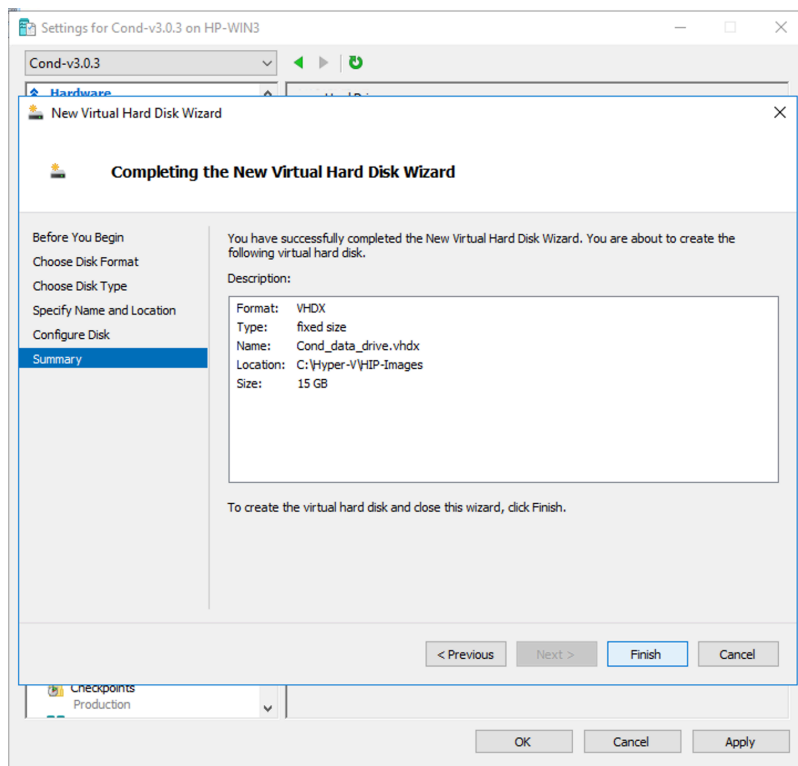 Settings for Cond-v3.0.3 on HP-WIN3
Cond-v3.0.3
Hardware
New Virtual Hard Disk Wizard
Completing the New Virtual Hard Disk Wizard
Before You Begin
Choose Disk Format
Choose Disk Type
Specify Name and Location
Configure Disk
Summary
You have successfully completed the New Virtual Hard Disk Wizard. You are about to create the
following virtual hard disk.
Description:
Format: VHDX
Type: fixed size
Name: Cond_data_drive.vhdx
Location: C:\Hyper-V\HIP-Images
Size: 15 GB
To create the virtual hard disk and close this wizard, click Finish.
< Previous Next > Finish Cancel
Checkpoints
Production
OK Cancel Apply